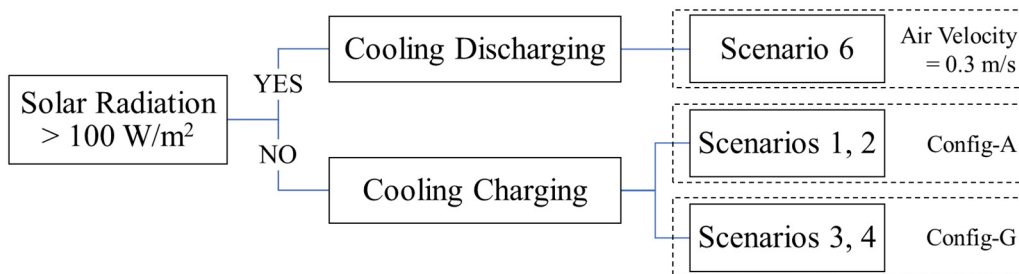 Solar Radiation
> 100 W/m²
YES
NO
Cooling Discharging
Scenario 6
Air Velocity
= 0.3 m/s
Cooling Charging
Scenarios 1, 2
Config-A
Scenarios 3, 4
Config-G